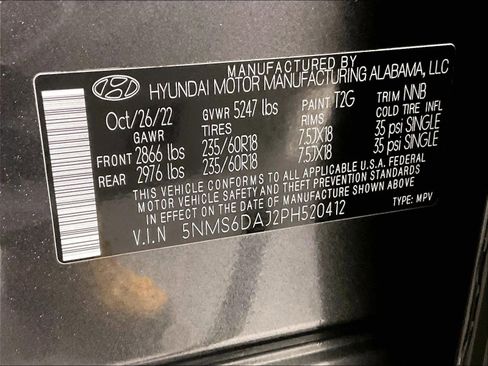 MANUFACTURED BY
HYUNDAI MOTOR MANUFACTURING ALABAMA, LLC
Oct/26/22 GVWR 5247 lbs PAINT T2G TRIM NNB
GAWR TIRES RIMS COLD TIRE INFL
FRONT 2866 lbs 235/60R18 7.5JX18 35 psi SINGLE
REAR 2976 lbs 235/60R18 7.5JX18 35 psi SINGLE
THIS VEHICLE CONFORMS TO ALL APPLICABLE U.S.A. FEDERAL
MOTOR VEHICLE SAFETY AND THEFT PREVENTION STANDARDS
IN EFFECT ON THE DATE OF MANUFACTURE SHOWN ABOVE.
V.I.N 5NMS6DAJ2PH520412 TYPE: MPV